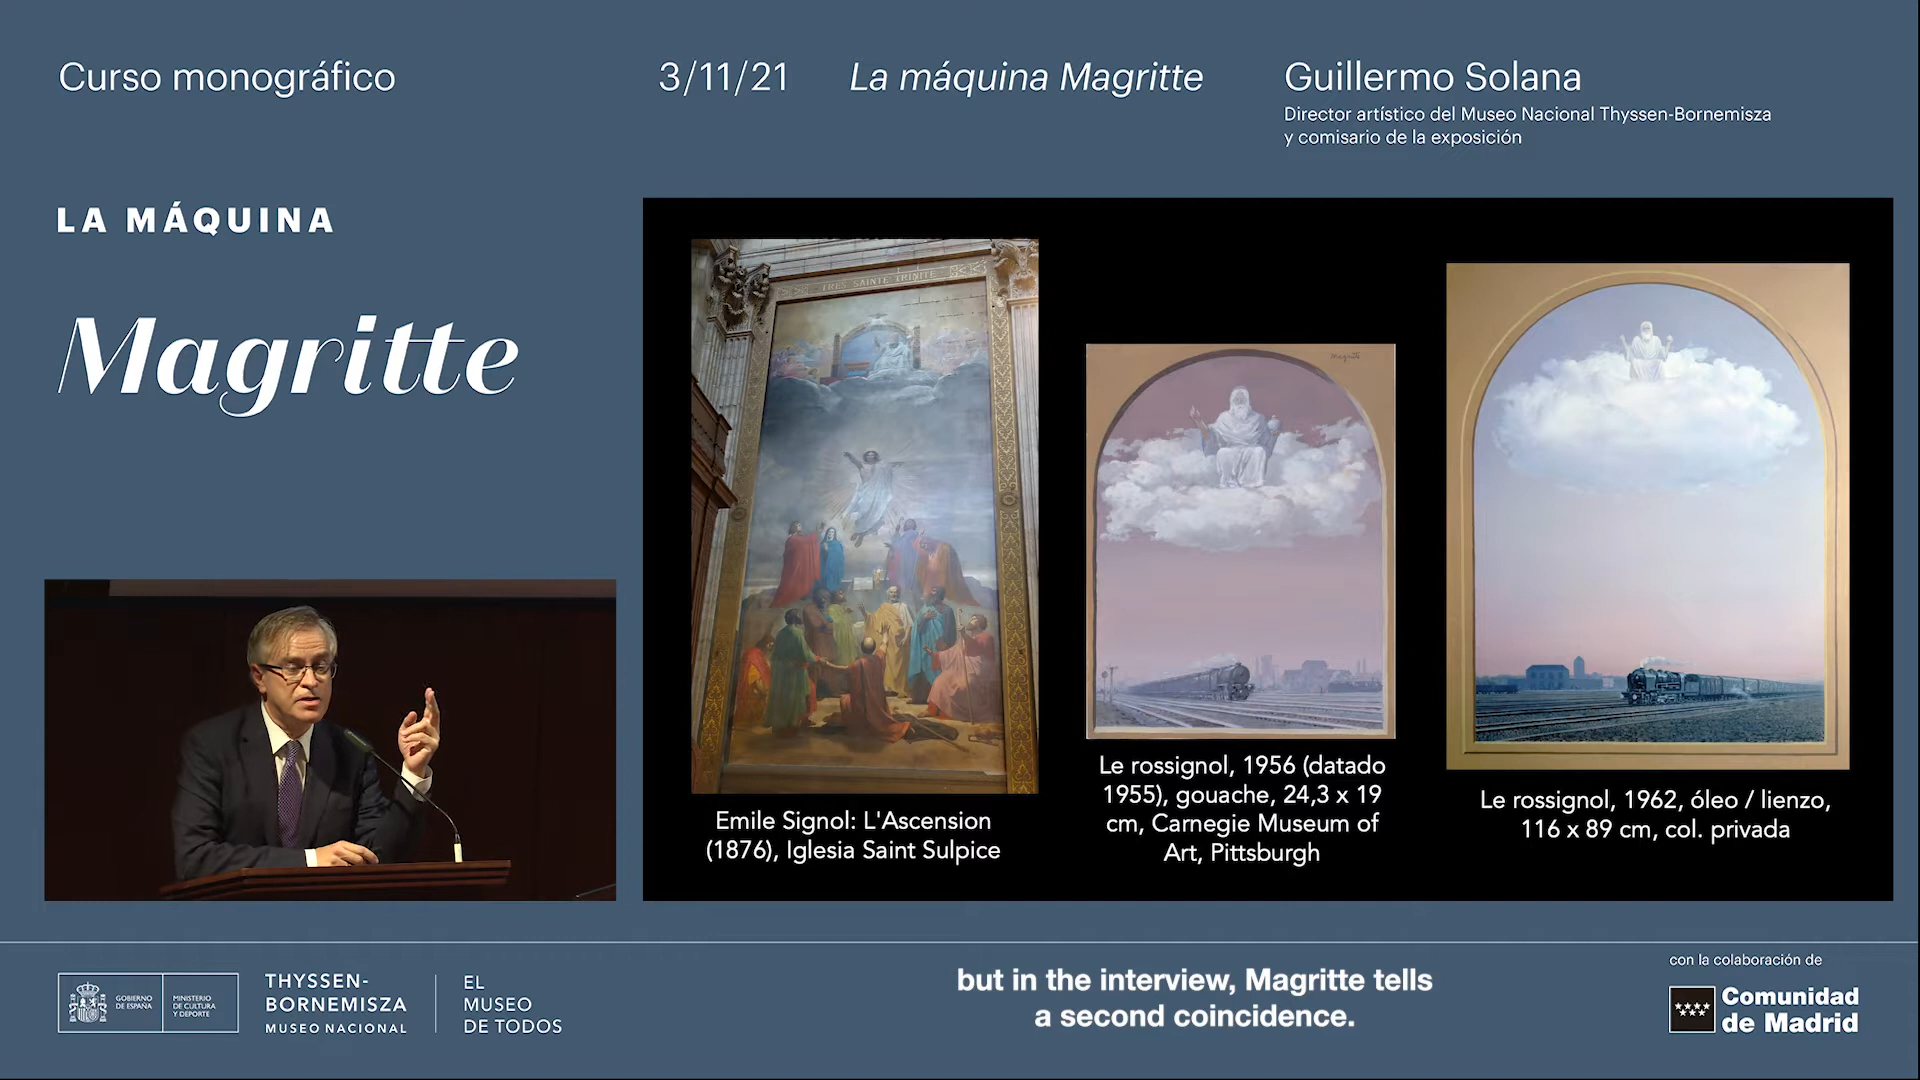 Curso monográfico
3/11/21
La máquina Magritte
Guillermo Solana
Director artístico del Museo Nacional Thyssen-Bornemisza
y comisario de la exposición
LA MÁQUINA
Magritte
TRES SAINTE TRINITE
Magritte
Emile Signol: L'Ascension
(1876), Iglesia Saint Sulpice
Le rossignol, 1956 (datado
1955), gouache, 24,3 x 19
cm, Carnegie Museum of
Art, Pittsburgh
Le rossignol, 1962, óleo / lienzo,
116 x 89 cm, col. privada
GOBIERNO
DE ESPAÑA
MINISTERIO
DE CULTURA
Y DEPORTE
THYSSEN-
BORNEMISZA
MUSEO NACIONAL
EL
MUSEO
DE TODOS
but in the interview, Magritte tells
a second coincidence.
con la colaboración de
Comunidad
de Madrid